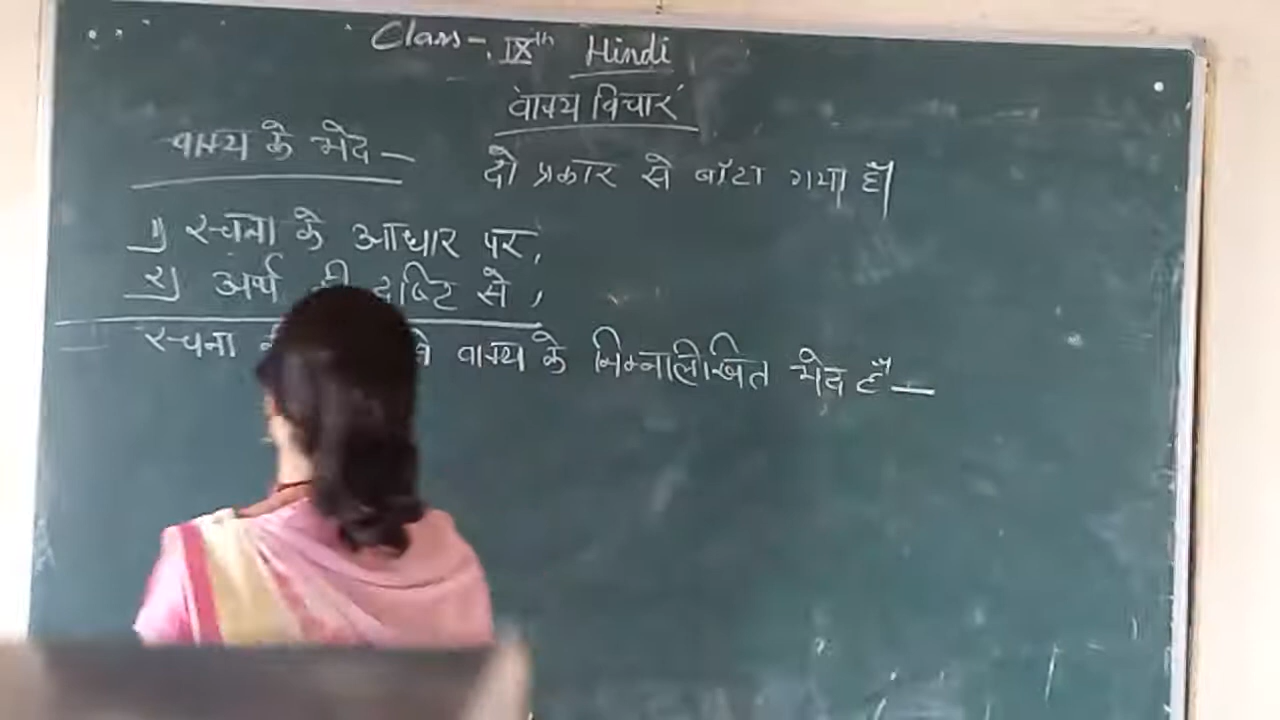 Class-. IXth Hindi
वाक्य विचार
वाक्य के भेद — दो प्रकार से बाँटा गया है।
1) रचना के आधार पर,
2) अर्थ की दृष्टि से,
रचना वाक्य के निम्नलिखित भेद हैं —